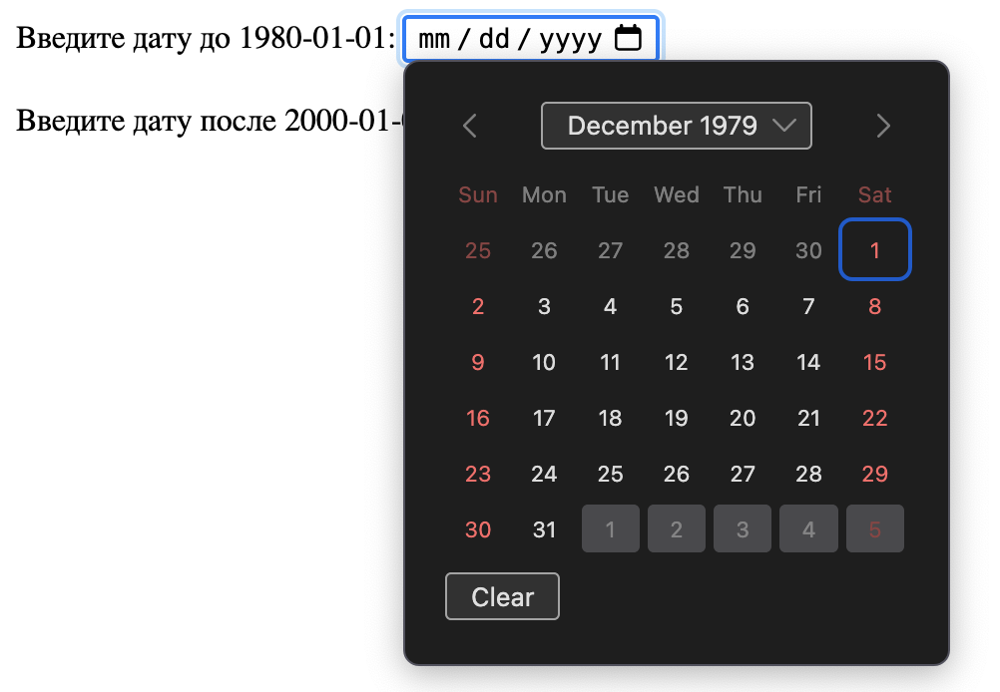 Введите дату до 1980-01-01: mm / dd / yyyy
Введите дату после 2000-01-
December 1979
Sun Mon Tue Wed Thu Fri Sat
25 26 27 28 29 30 1
2 3 4 5 6 7 8
9 10 11 12 13 14 15
16 17 18 19 20 21 22
23 24 25 26 27 28 29
30 31 1 2 3 4 5
Clear